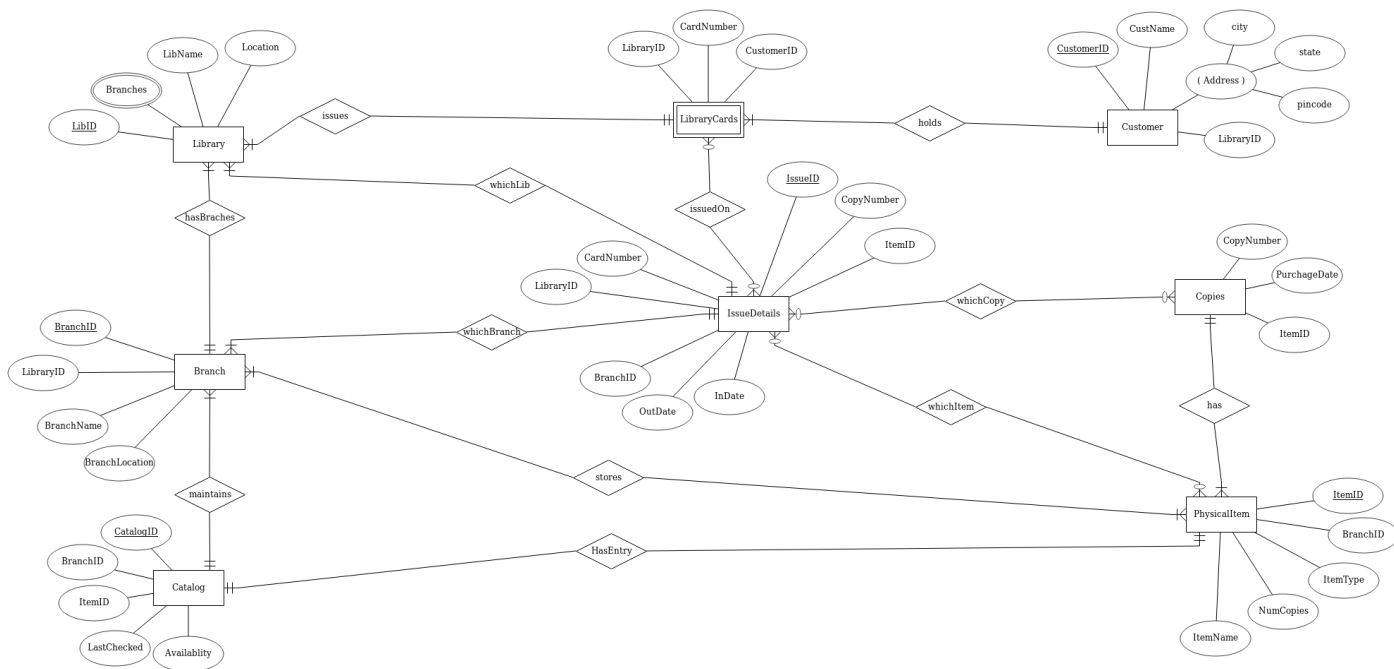 city
CardNumber
CustName
LibraryID
CustomerID
CustomerID
state
LibName
Location
( Address )
Branches
pincode
issues
LibraryCards
holds
Customer
LibID
Library
LibraryID
IssueID
whichLib
CopyNumber
issuedOn
hasBraches
ItemID
CopyNumber
CardNumber
PurchageDate
LibraryID
whichCopy
Copies
IssueDetails
BranchID
whichBranch
ItemID
LibraryID
Branch
BranchID
InDate
OutDate
whichItem
has
BranchName
BranchLocation
stores
maintains
ItemID
PhysicalItem
CatalogID
BranchID
HasEntry
BranchID
ItemType
Catalog
ItemID
NumCopies
ItemName
LastChecked
Availablity